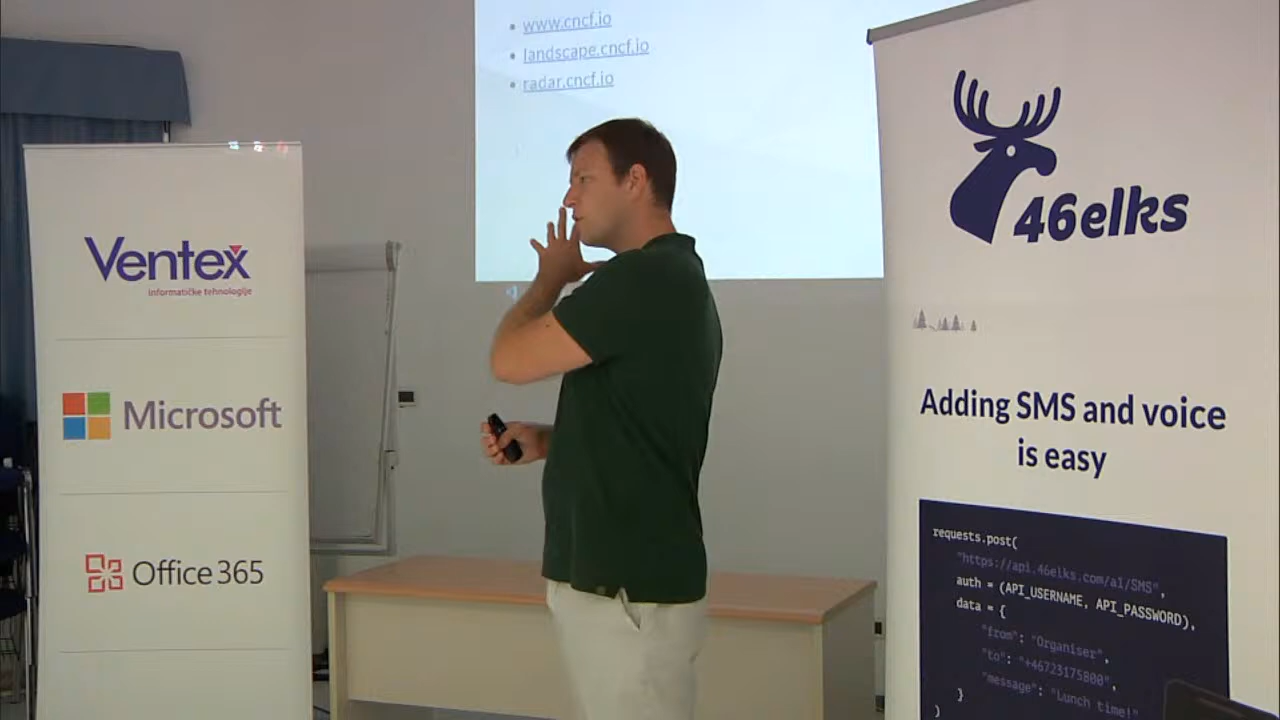 www.cncf.io
landscape.cncf.io
radar.cncf.io
Ventex
informatičke tehnologije
Microsoft
Office 365
46elks
Adding SMS and voice
is easy
requests.post(
"https://api.46elks.com/a1/SMS",
auth = (API_USERNAME, API_PASSWORD),
data = {
"from": "Organiser",
"to": "+46723175800",
"message": "Lunch time!"
}
)